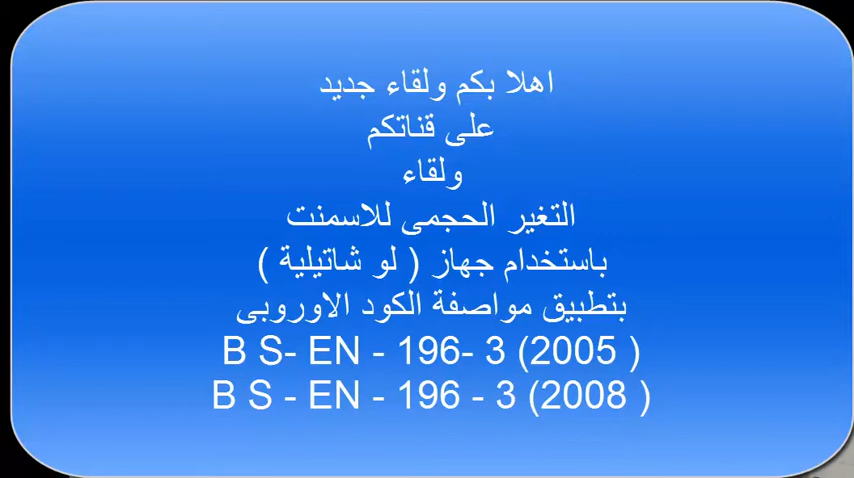 اهلا بكم ولقاء جديد
على قناتكم
ولقاء
التغير الحجمى للاسمنت
باستخدام جهاز ( لو شاتيلية )
بتطبيق مواصفة الكود الاوروبى
B S- EN - 196- 3 (2005 )
B S - EN - 196 - 3 (2008 )